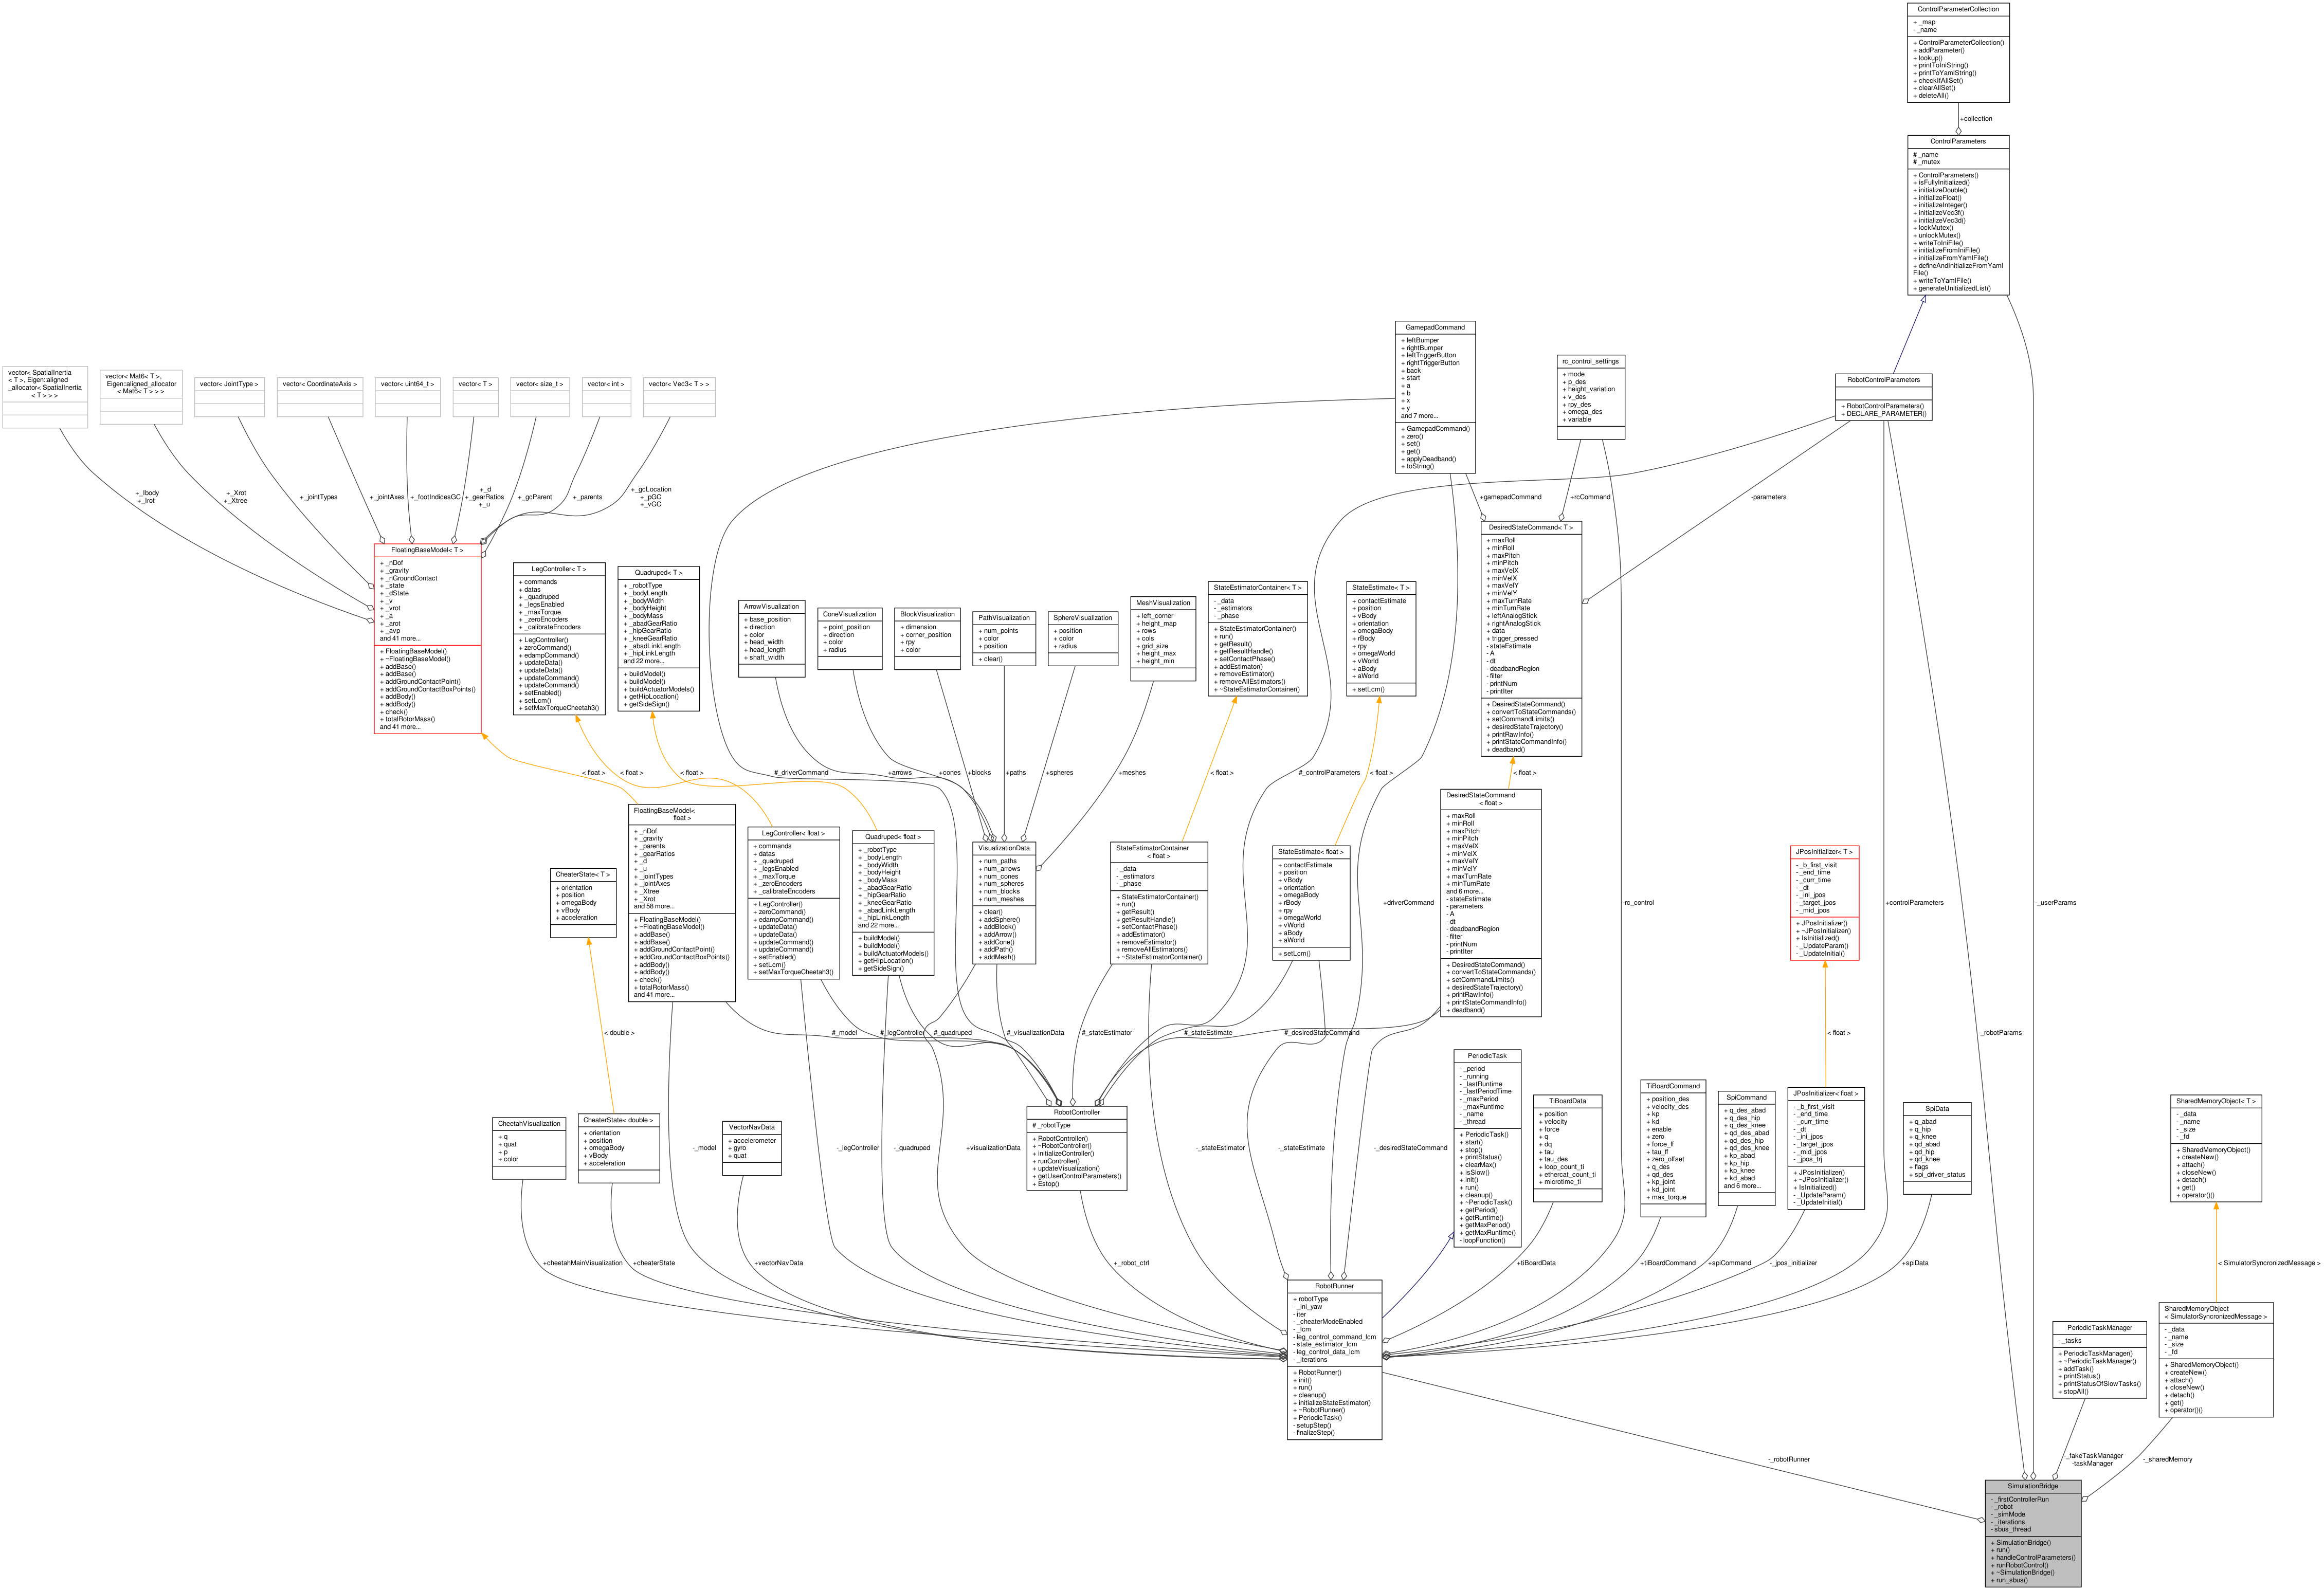 ControlParameterCollection
+ _map
- _name
+ ControlParameterCollection()
+ addParameter()
+ lookup()
+ printToIniString()
+ printToYamlString()
+ checkIfAllSet()
+ clearAllSet()
+ deleteAll()
+collection
ControlParameters
# _name
# _mutex
+ ControlParameters()
+ isFullyInitialized()
+ initializeDouble()
+ initializeFloat()
+ initializeInteger()
+ initializeVec3f()
+ initializeVec3d()
+ lockMutex()
+ unlockMutex()
+ writeToIniFile()
+ initializeFromIniFile()
+ initializeFromYamlFile()
+ defineAndInitializeFromYaml
File()
+ writeToYamlFile()
+ generateUnitializedList()
GamepadCommand
+ leftBumper
+ rightBumper
+ leftTriggerButton
+ rightTriggerButton
+ back
+ start
+ a
+ b
+ x
+ y
and 7 more...
+ GamepadCommand()
+ zero()
+ set()
+ get()
+ applyDeadband()
+ toString()
rc_control_settings
+ mode
+ p_des
+ height_variation
+ v_des
+ rpy_des
+ omega_des
+ variable
RobotControlParameters
+ RobotControlParameters()
+ DECLARE_PARAMETER()
vector< SpatialInertia
< T >, Eigen::aligned
_allocator< SpatialInertia
< T > > >
vector< Mat6< T >,
Eigen::aligned_allocator
< Mat6< T > > >
vector< JointType >
vector< CoordinateAxis >
vector< uint64_t >
vector< T >
vector< size_t >
vector< int >
vector< Vec3< T > >
+_Ibody
+_Irot
+_Xrot
+_Xtree
+_jointTypes
+_jointAxes
+_footIndicesGC
+_d
+_gearRatios
+_u
+_gcParent
+_parents
+_gcLocation
+_pGC
+_vGC
+gamepadCommand
+rcCommand
-parameters
FloatingBaseModel< T >
+ _nDof
+ _gravity
+ _nGroundContact
+ _state
+ _dState
+ _v
+ _vrot
+ _a
+ _arot
+ _avp
and 41 more...
+ FloatingBaseModel()
+ ~FloatingBaseModel()
+ addBase()
+ addBase()
+ addGroundContactPoint()
+ addGroundContactBoxPoints()
+ addBody()
+ addBody()
+ check()
+ totalRotorMass()
and 41 more...
LegController< T >
+ commands
+ datas
+ _quadruped
+ _legsEnabled
+ _maxTorque
+ _zeroEncoders
+ _calibrateEncoders
+ LegController()
+ zeroCommand()
+ edampCommand()
+ updateData()
+ updateData()
+ updateCommand()
+ updateCommand()
+ setEnabled()
+ setLcm()
+ setMaxTorqueCheetah3()
Quadruped< T >
+ _robotType
+ _bodyLength
+ _bodyWidth
+ _bodyHeight
+ _bodyMass
+ _abadGearRatio
+ _hipGearRatio
+ _kneeGearRatio
+ _abadLinkLength
+ _hipLinkLength
and 22 more...
+ buildModel()
+ buildModel()
+ buildActuatorModels()
+ getHipLocation()
+ getSideSign()
ArrowVisualization
+ base_position
+ direction
+ color
+ head_width
+ head_length
+ shaft_width
ConeVisualization
+ point_position
+ direction
+ color
+ radius
BlockVisualization
+ dimension
+ corner_position
+ rpy
+ color
PathVisualization
+ num_points
+ color
+ position
+ clear()
SphereVisualization
+ position
+ color
+ radius
MeshVisualization
+ left_corner
+ height_map
+ rows
+ cols
+ grid_size
+ height_max
+ height_min
StateEstimatorContainer< T >
- _data
- _estimators
- _phase
+ StateEstimatorContainer()
+ run()
+ getResult()
+ getResultHandle()
+ setContactPhase()
+ addEstimator()
+ removeEstimator()
+ removeAllEstimators()
+ ~StateEstimatorContainer()
StateEstimate< T >
+ contactEstimate
+ position
+ vBody
+ orientation
+ omegaBody
+ rBody
+ rpy
+ omegaWorld
+ vWorld
+ aBody
+ aWorld
+ setLcm()
DesiredStateCommand< T >
+ maxRoll
+ minRoll
+ maxPitch
+ minPitch
+ maxVelX
+ minVelX
+ maxVelY
+ minVelY
+ maxTurnRate
+ minTurnRate
+ leftAnalogStick
+ rightAnalogStick
+ data
+ trigger_pressed
- stateEstimate
- A
- dt
- deadbandRegion
- filter
- printNum
- printIter
+ DesiredStateCommand()
+ convertToStateCommands()
+ setCommandLimits()
+ desiredStateTrajectory()
+ printRawInfo()
+ printStateCommandInfo()
+ deadband()
< float >
< float >
< float >
#_driverCommand
+arrows
+cones
+blocks
+paths
+spheres
+meshes
< float >
#_controlParameters
< float >
< float >
CheaterState< T >
+ orientation
+ position
+ omegaBody
+ vBody
+ acceleration
FloatingBaseModel<
float >
+ _nDof
+ _gravity
+ _parents
+ _gearRatios
+ _d
+ _u
+ _jointTypes
+ _jointAxes
+ _Xtree
+ _Xrot
and 58 more...
+ FloatingBaseModel()
+ ~FloatingBaseModel()
+ addBase()
+ addBase()
+ addGroundContactPoint()
+ addGroundContactBoxPoints()
+ addBody()
+ addBody()
+ check()
+ totalRotorMass()
and 41 more...
LegController< float >
+ commands
+ datas
+ _quadruped
+ _legsEnabled
+ _maxTorque
+ _zeroEncoders
+ _calibrateEncoders
+ LegController()
+ zeroCommand()
+ edampCommand()
+ updateData()
+ updateData()
+ updateCommand()
+ updateCommand()
+ setEnabled()
+ setLcm()
+ setMaxTorqueCheetah3()
Quadruped< float >
+ _robotType
+ _bodyLength
+ _bodyWidth
+ _bodyHeight
+ _bodyMass
+ _abadGearRatio
+ _hipGearRatio
+ _kneeGearRatio
+ _abadLinkLength
+ _hipLinkLength
and 22 more...
+ buildModel()
+ buildModel()
+ buildActuatorModels()
+ getHipLocation()
+ getSideSign()
VisualizationData
+ num_paths
+ num_arrows
+ num_cones
+ num_spheres
+ num_blocks
+ num_meshes
+ clear()
+ addSphere()
+ addBlock()
+ addArrow()
+ addCone()
+ addPath()
+ addMesh()
StateEstimatorContainer
< float >
- _data
- _estimators
- _phase
+ StateEstimatorContainer()
+ run()
+ getResult()
+ getResultHandle()
+ setContactPhase()
+ addEstimator()
+ removeEstimator()
+ removeAllEstimators()
+ ~StateEstimatorContainer()
StateEstimate< float >
+ contactEstimate
+ position
+ vBody
+ orientation
+ omegaBody
+ rBody
+ rpy
+ omegaWorld
+ vWorld
+ aBody
+ aWorld
+ setLcm()
+driverCommand
DesiredStateCommand
< float >
+ maxRoll
+ minRoll
+ maxPitch
+ minPitch
+ maxVelX
+ minVelX
+ maxVelY
+ minVelY
+ maxTurnRate
+ minTurnRate
and 6 more...
- stateEstimate
- parameters
- A
- dt
- deadbandRegion
- filter
- printNum
- printIter
+ DesiredStateCommand()
+ convertToStateCommands()
+ setCommandLimits()
+ desiredStateTrajectory()
+ printRawInfo()
+ printStateCommandInfo()
+ deadband()
-rc_control
JPosInitializer< T >
- _b_first_visit
- _end_time
- _curr_time
- _dt
- _ini_jpos
- _target_jpos
- _mid_jpos
+ JPosInitializer()
+ ~JPosInitializer()
+ IsInitialized()
- _UpdateParam()
- _UpdateInitial()
+controlParameters
-_userParams
< double >
#_model
#_legController
#_quadruped
#_visualizationData
#_stateEstimator
#_stateEstimate
#_desiredStateCommand
< float >
-_robotParams
CheetahVisualization
+ q
+ quat
+ p
+ color
CheaterState< double >
+ orientation
+ position
+ omegaBody
+ vBody
+ acceleration
-_model
VectorNavData
+ accelerometer
+ gyro
+ quat
-_legController
-_quadruped
+visualizationData
RobotController
# _robotType
+ RobotController()
+ ~RobotController()
+ initializeController()
+ runController()
+ updateVisualization()
+ getUserControlParameters()
+ Estop()
-_stateEstimator
-_stateEstimate
-_desiredStateCommand
PeriodicTask
- _period
- _running
- _lastRuntime
- _lastPeriodTime
- _maxPeriod
- _maxRuntime
- _name
- _thread
+ PeriodicTask()
+ start()
+ stop()
+ printStatus()
+ clearMax()
+ isSlow()
+ init()
+ run()
+ cleanup()
+ ~PeriodicTask()
+ getPeriod()
+ getRuntime()
+ getMaxPeriod()
+ getMaxRuntime()
- loopFunction()
TiBoardData
+ position
+ velocity
+ force
+ q
+ dq
+ tau
+ tau_des
+ loop_count_ti
+ ethercat_count_ti
+ microtime_ti
TiBoardCommand
+ position_des
+ velocity_des
+ kp
+ kd
+ enable
+ zero
+ force_ff
+ tau_ff
+ zero_offset
+ q_des
+ qd_des
+ kp_joint
+ kd_joint
+ max_torque
SpiCommand
+ q_des_abad
+ q_des_hip
+ q_des_knee
+ qd_des_abad
+ qd_des_hip
+ qd_des_knee
+ kp_abad
+ kp_hip
+ kp_knee
+ kd_abad
and 6 more...
JPosInitializer< float >
- _b_first_visit
- _end_time
- _curr_time
- _dt
- _ini_jpos
- _target_jpos
- _mid_jpos
- _jpos_trj
+ JPosInitializer()
+ ~JPosInitializer()
+ IsInitialized()
- _UpdateParam()
- _UpdateInitial()
SpiData
+ q_abad
+ q_hip
+ q_knee
+ qd_abad
+ qd_hip
+ qd_knee
+ flags
+ spi_driver_status
SharedMemoryObject< T >
- _data
- _name
- _size
- _fd
+ SharedMemoryObject()
+ createNew()
+ attach()
+ closeNew()
+ detach()
+ get()
+ operator()()
+cheetahMainVisualization
+cheaterState
+vectorNavData
+_robot_ctrl
+tiBoardData
+tiBoardCommand
+spiCommand
-_jpos_initializer
+spiData
< SimulatorSyncronizedMessage >
RobotRunner
+ robotType
- _ini_yaw
- iter
- _cheaterModeEnabled
- _lcm
- leg_control_command_lcm
- state_estimator_lcm
- leg_control_data_lcm
- _iterations
+ RobotRunner()
+ init()
+ run()
+ cleanup()
+ initializeStateEstimator()
+ ~RobotRunner()
+ PeriodicTask()
- setupStep()
- finalizeStep()
PeriodicTaskManager
- _tasks
+ PeriodicTaskManager()
+ ~PeriodicTaskManager()
+ addTask()
+ printStatus()
+ printStatusOfSlowTasks()
+ stopAll()
SharedMemoryObject
< SimulatorSyncronizedMessage >
- _data
- _name
- _size
- _fd
+ SharedMemoryObject()
+ createNew()
+ attach()
+ closeNew()
+ detach()
+ get()
+ operator()()
-_robotRunner
-_fakeTaskManager
-taskManager
-_sharedMemory
SimulationBridge
- _firstControllerRun
- _robot
- _simMode
- _iterations
- sbus_thread
+ SimulationBridge()
+ run()
+ handleControlParameters()
+ runRobotControl()
+ ~SimulationBridge()
+ run_sbus()